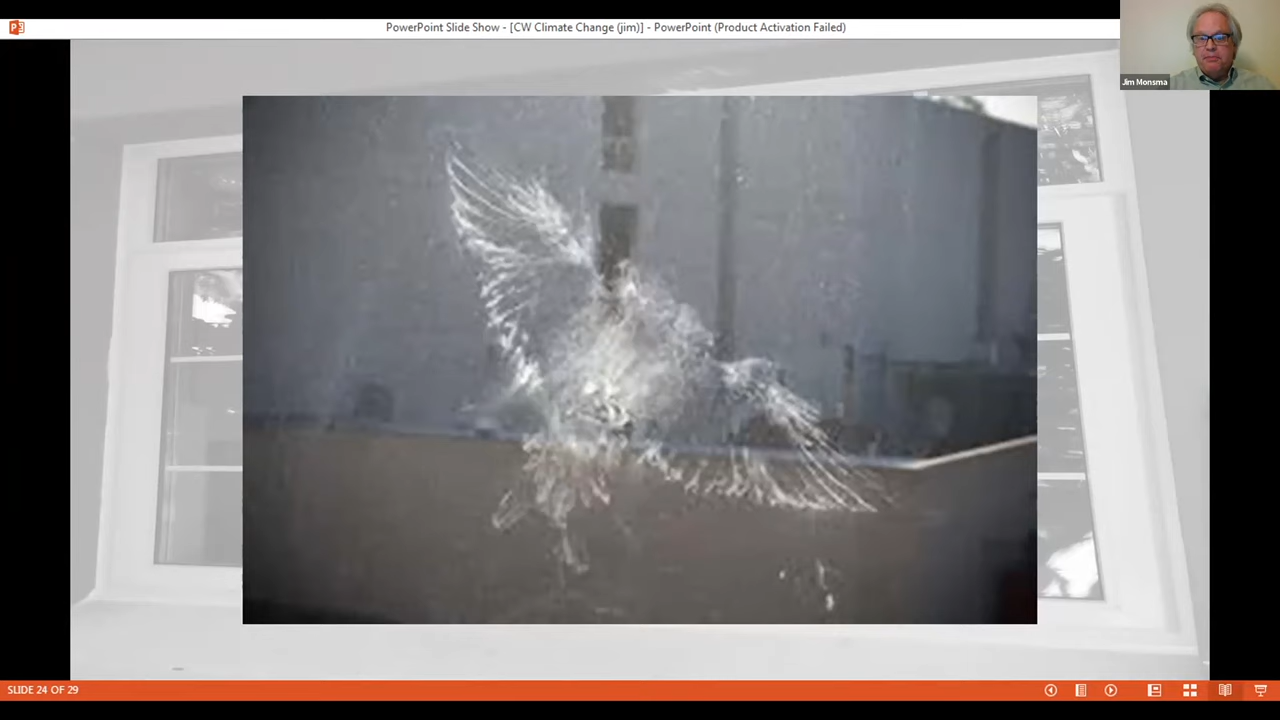 PowerPoint Slide Show - [CW Climate Change (jim)] - PowerPoint (Product Activation Failed)
Jim Monsma
SLIDE 24 OF 29